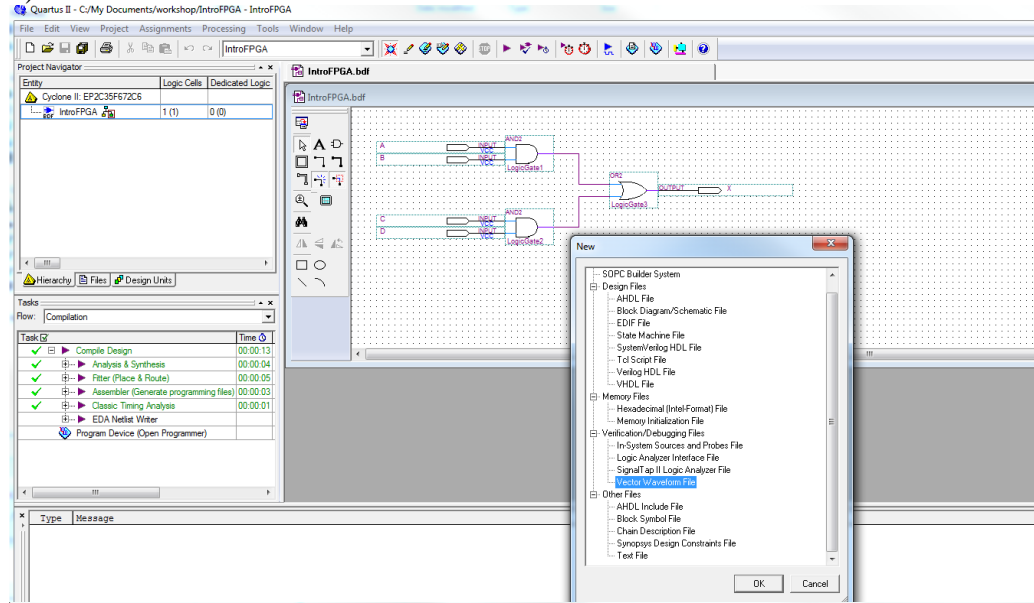 Quartus II - C:/My Documents/workshop/IntroFPGA - IntroFPGA
File Edit View Project Assignments Processing Tools Window Help
IntroFPGA
Project Navigator
Entity Logic Cells Dedicated Logic
Cyclone II: EP2C35F672C6
IntroFPGA 1 (1) 0 (0)
Hierarchy Files Design Units
Tasks
Flow: Compilation
Task Time
Compile Design 00:00:13
Analysis & Synthesis 00:00:04
Fitter (Place & Route) 00:00:05
Assembler (Generate programming files) 00:00:03
Classic Timing Analysis 00:00:01
EDA Netlist Writer
Program Device (Open Programmer)
IntroFPGA.bdf
IntroFPGA.bdf
AND2
A INPUT
VCC
B INPUT
VCC
LogicGate1
OR2
OUTPUT X
LogicGate3
AND2
C INPUT
VCC
D INPUT
VCC
LogicGate2
New
SOPC Builder System
Design Files
AHDL File
Block Diagram/Schematic File
EDIF File
State Machine File
SystemVerilog HDL File
Tcl Script File
Verilog HDL File
VHDL File
Memory Files
Hexadecimal (Intel-Format) File
Memory Initialization File
Verification/Debugging Files
In-System Sources and Probes File
Logic Analyzer Interface File
SignalTap II Logic Analyzer File
Vector Waveform File
Other Files
AHDL Include File
Block Symbol File
Chain Description File
Synopsys Design Constraints File
Text File
OK Cancel
Type Message